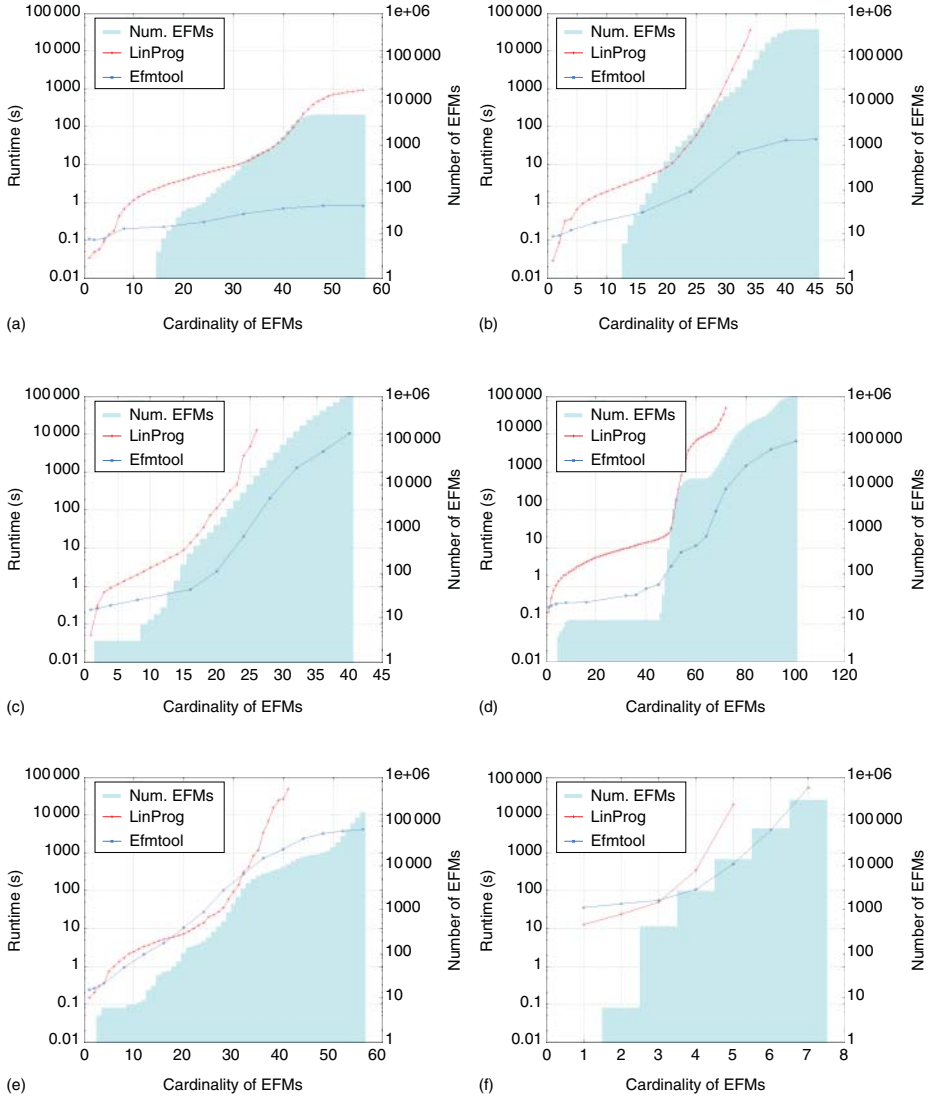 100 000
10 000
1000
100
10
1
0.1
0.01
Runtime (s)
Num. EFMs
LinProg
Efmtool
1e+06
100 000
10 000
1000
100
10
1
Number of EFMs
0 10 20 30 40 50 60
(a) Cardinality of EFMs
100 000
10 000
1000
100
10
1
0.1
0.01
Runtime (s)
Num. EFMs
LinProg
Efmtool
1e+06
100 000
10 000
1000
100
10
1
Number of EFMs
0 5 10 15 20 25 30 35 40 45 50
(b) Cardinality of EFMs
100 000
10 000
1000
100
10
1
0.1
0.01
Runtime (s)
Num. EFMs
LinProg
Efmtool
1e+06
100 000
10 000
1000
100
10
1
Number of EFMs
0 5 10 15 20 25 30 35 40 45
(c) Cardinality of EFMs
100 000
10 000
1000
100
10
1
0.1
0.01
Runtime (s)
Num. EFMs
LinProg
Efmtool
1e+06
100 000
10 000
1000
100
10
1
Number of EFMs
0 20 40 60 80 100 120
(d) Cardinality of EFMs
100 000
10 000
1000
100
10
1
0.1
0.01
Runtime (s)
Num. EFMs
LinProg
Efmtool
1e+06
100 000
10 000
1000
100
10
1
Number of EFMs
0 10 20 30 40 50 60
(e) Cardinality of EFMs
100 000
10 000
1000
100
10
1
0.1
0.01
Runtime (s)
Num. EFMs
LinProg
Efmtool
1e+06
100 000
10 000
1000
100
10
1
Number of EFMs
0 1 2 3 4 5 6 7 8
(f) Cardinality of EFMs